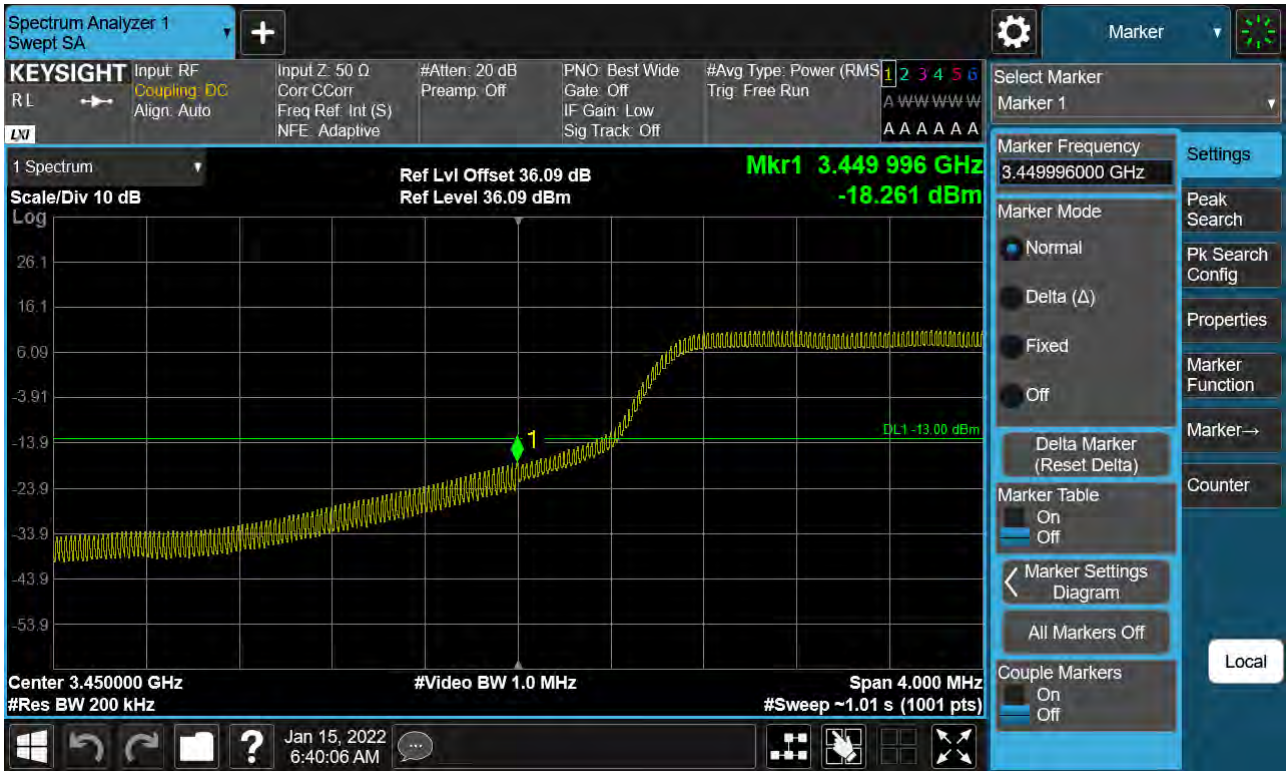 Spectrum Analyzer 1
Swept SA
+
Marker
KEYSIGHT
RL
LXI
Input: RF
Coupling: DC
Align: Auto
Input Z: 50 Ω
Corr CCorr
Freq Ref: Int (S)
NFE: Adaptive
#Atten: 20 dB
Preamp: Off
PNO: Best Wide
Gate: Off
IF Gain: Low
Sig Track: Off
#Avg Type: Power (RMS
Trig: Free Run
1 2 3 4 5 6
A W W W W W
A A A A A A
Select Marker
Marker 1
1 Spectrum
Scale/Div 10 dB
Log
Ref Lvl Offset 36.09 dB
Ref Level 36.09 dBm
Mkr1 3.449 996 GHz
-18.261 dBm
26.1
16.1
6.09
-3.91
-13.9
-23.9
-33.9
-43.9
-53.9
1
DL1 -13.00 dBm
Center 3.450000 GHz
#Res BW 200 kHz
#Video BW 1.0 MHz
Span 4.000 MHz
#Sweep ~1.01 s (1001 pts)
Marker Frequency
3.449996000 GHz
Marker Mode
Normal
Delta (Δ)
Fixed
Off
Delta Marker
(Reset Delta)
Marker Table
On
Off
Marker Settings
Diagram
All Markers Off
Couple Markers
On
Off
Settings
Peak
Search
Pk Search
Config
Properties
Marker
Function
Marker→
Counter
Local
?
Jan 15, 2022
6:40:06 AM